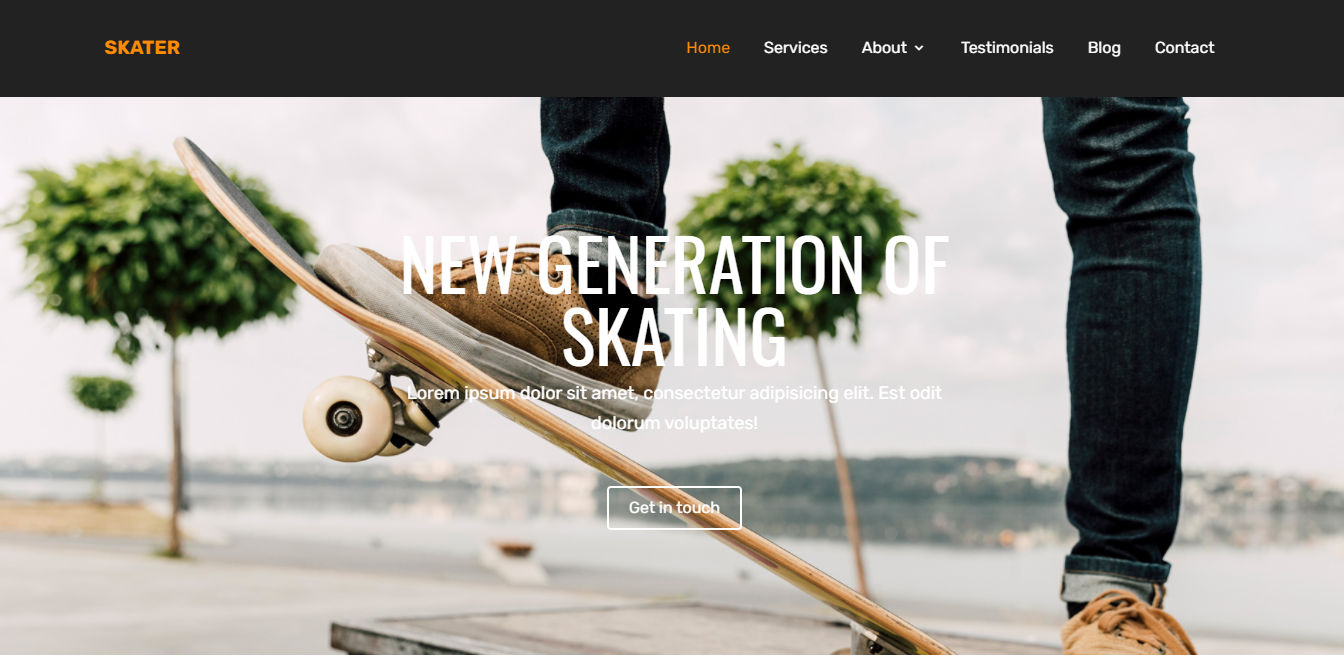 SKATER
Home Services About Testimonials Blog Contact
NEW GENERATION OF
SKATING
Lorem ipsum dolor sit amet, consectetur adipisicing elit. Est odit
dolorum voluptates!
Get in touch